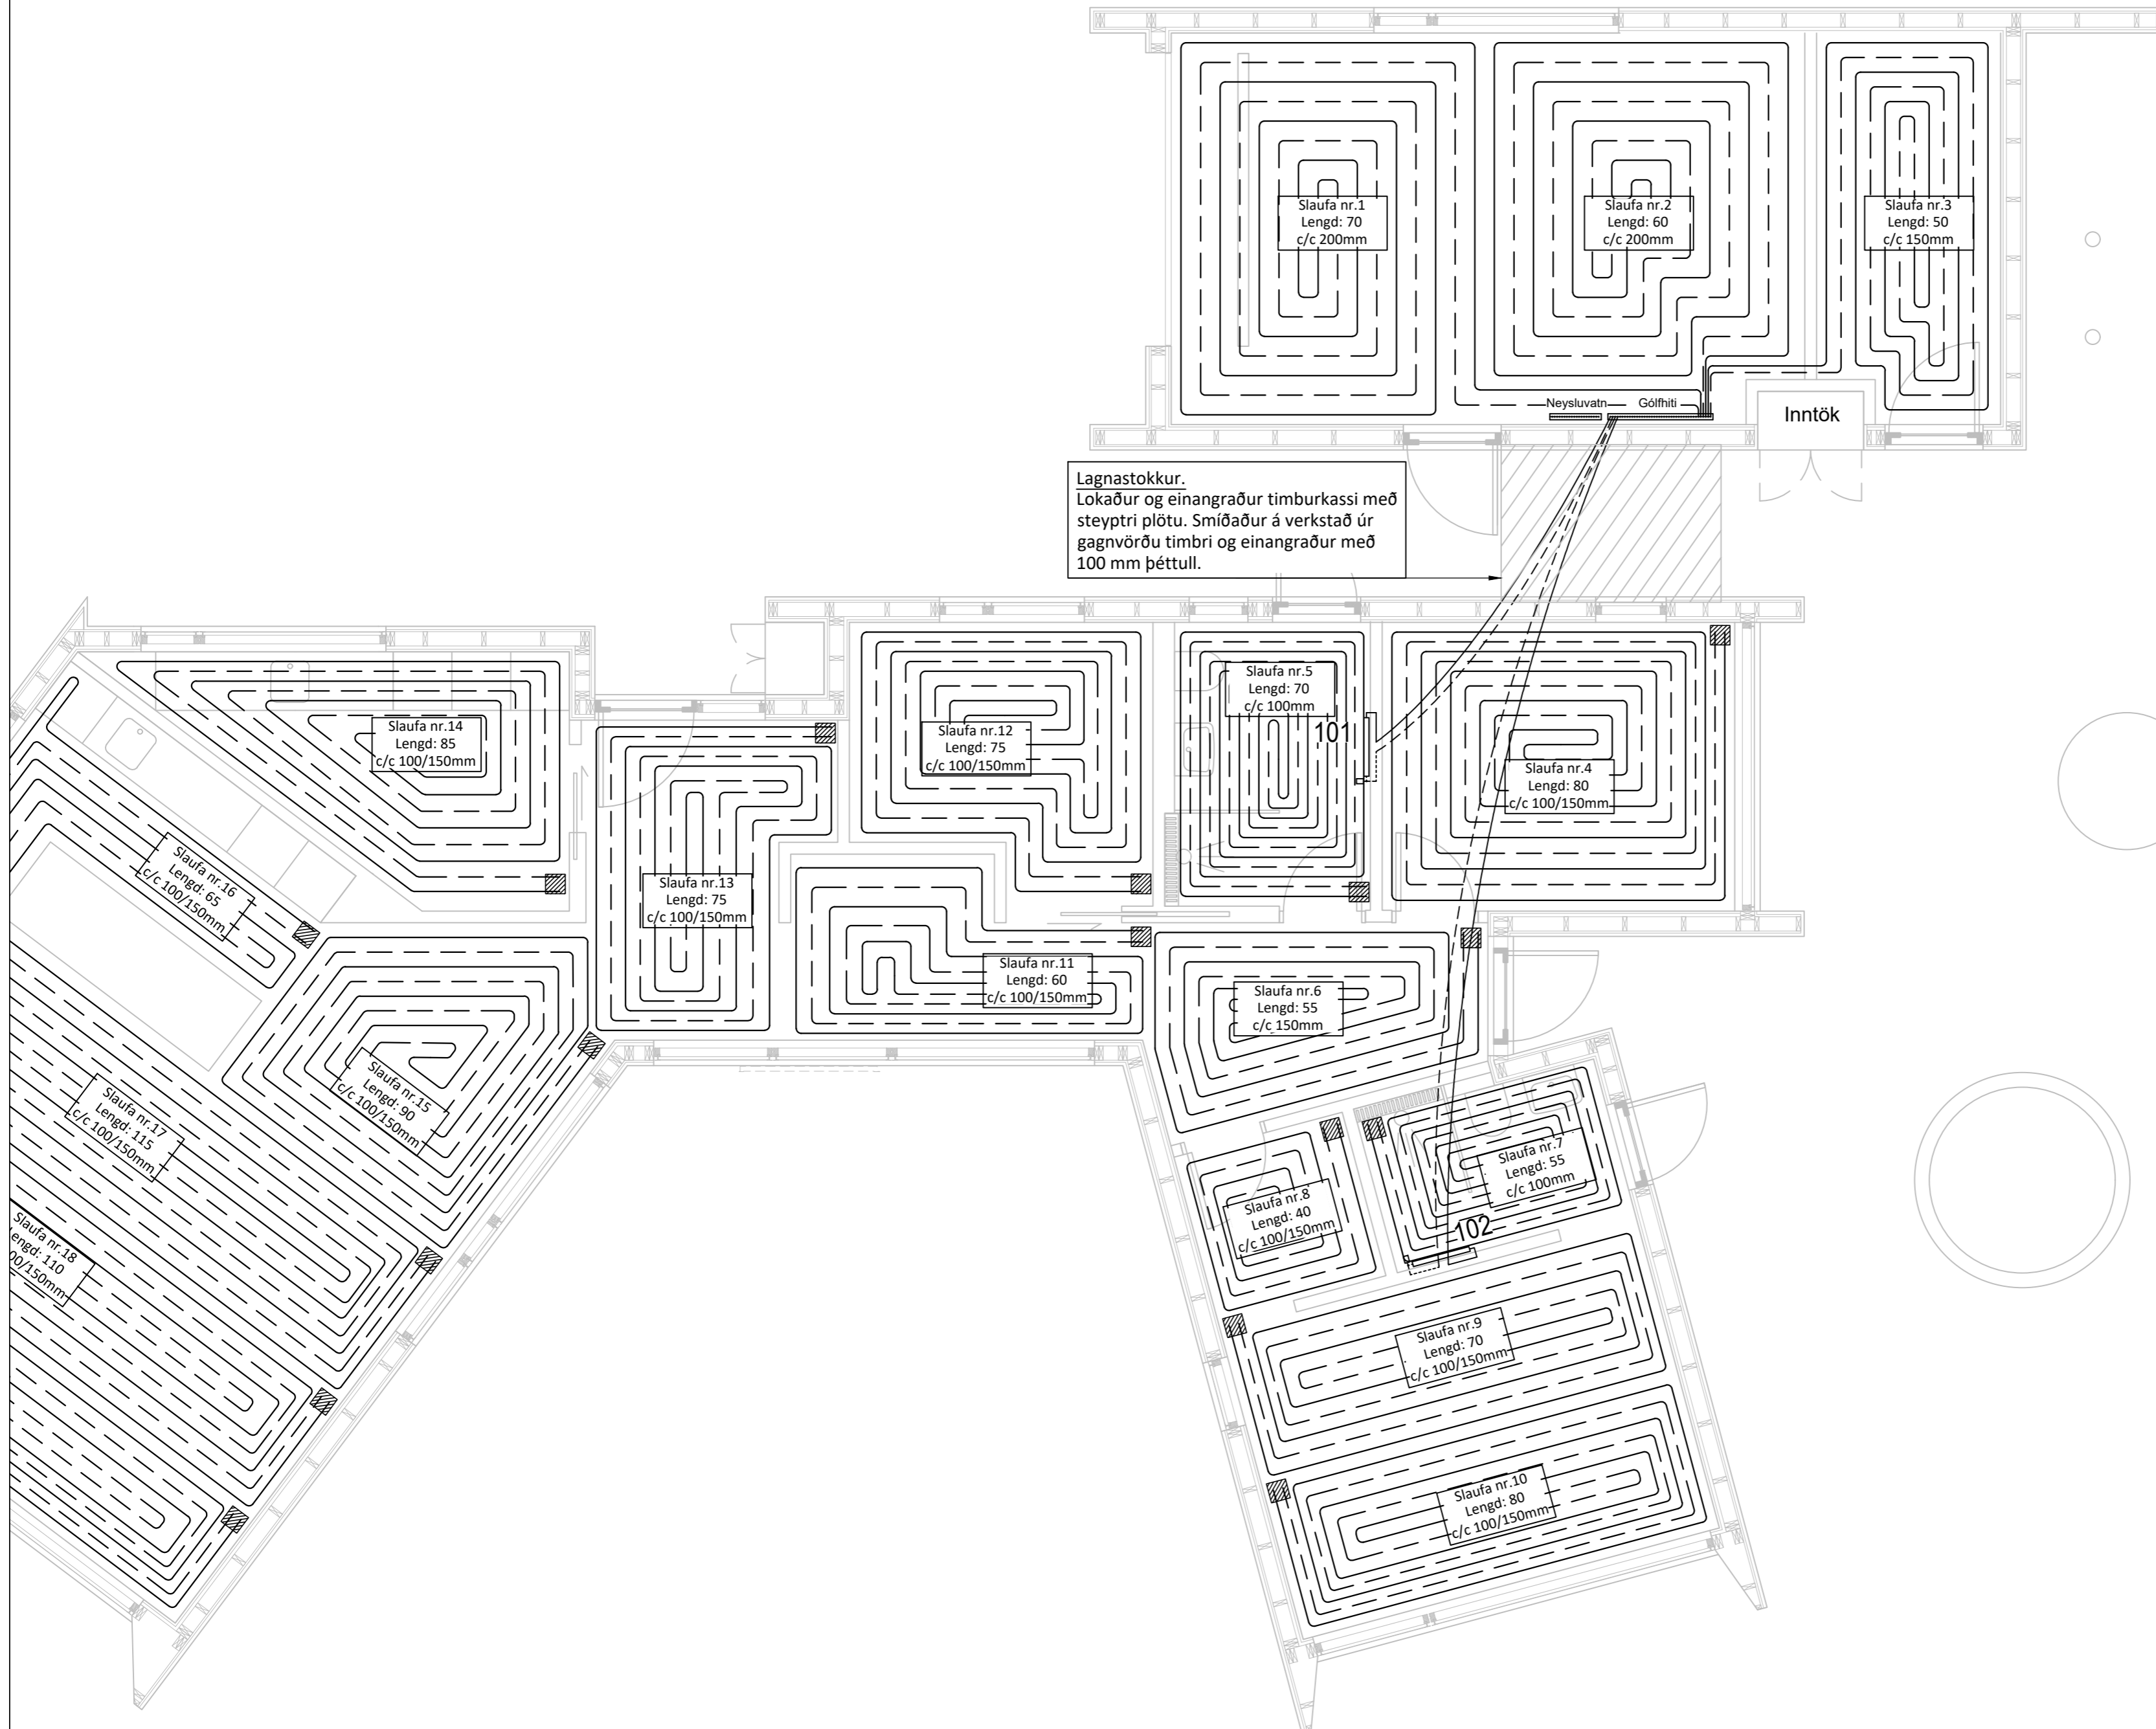 Slaufa nr.1
Lengd: 70
c/c 200mm
Slaufa nr.2
Lengd: 60
c/c 200mm
Slaufa nr.3
Lengd: 50
c/c 150mm
Neysluvatn
Gólfhiti
Inntök
Lagnastokkur.
Lokaður og einangraður timburkassi með
steyptri plötu. Smíðaður á verkstað úr
gagnvörðu timbri og einangraður með
100 mm þéttull.
Slaufa nr.14
Lengd: 85
c/c 100/150mm
Slaufa nr.12
Lengd: 75
c/c 100/150mm
Slaufa nr.5
Lengd: 70
c/c 100mm
101
Slaufa nr.4
Lengd: 80
c/c 100/150mm
Slaufa nr.16
Lengd: 65
c/c 100/150mm
Slaufa nr.13
Lengd: 75
c/c 100/150mm
Slaufa nr.11
Lengd: 60
c/c 100/150mm
Slaufa nr.6
Lengd: 55
c/c 150mm
Slaufa nr.15
Lengd: 90
c/c 100/150mm
Slaufa nr.17
Lengd: 115
c/c 100/150mm
Slaufa nr.7
Lengd: 55
c/c 100mm
Slaufa nr.8
Lengd: 40
c/c 100/150mm
102
Slaufa nr.18
engd: 110
00/150mm
Slaufa nr.9
Lengd: 70
c/c 100/150mm
Slaufa nr.10
Lengd: 80
c/c 100/150mm